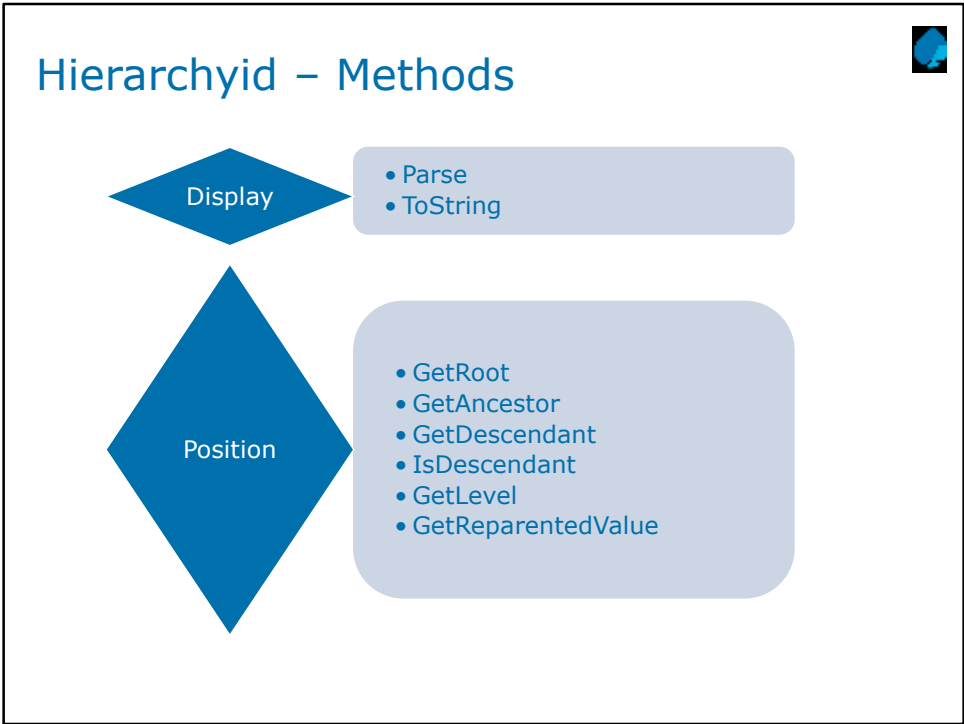 Hierarchyid – Methods
Display
• Parse
• ToString
Position
• GetRoot
• GetAncestor
• GetDescendant
• IsDescendant
• GetLevel
• GetReparentedValue